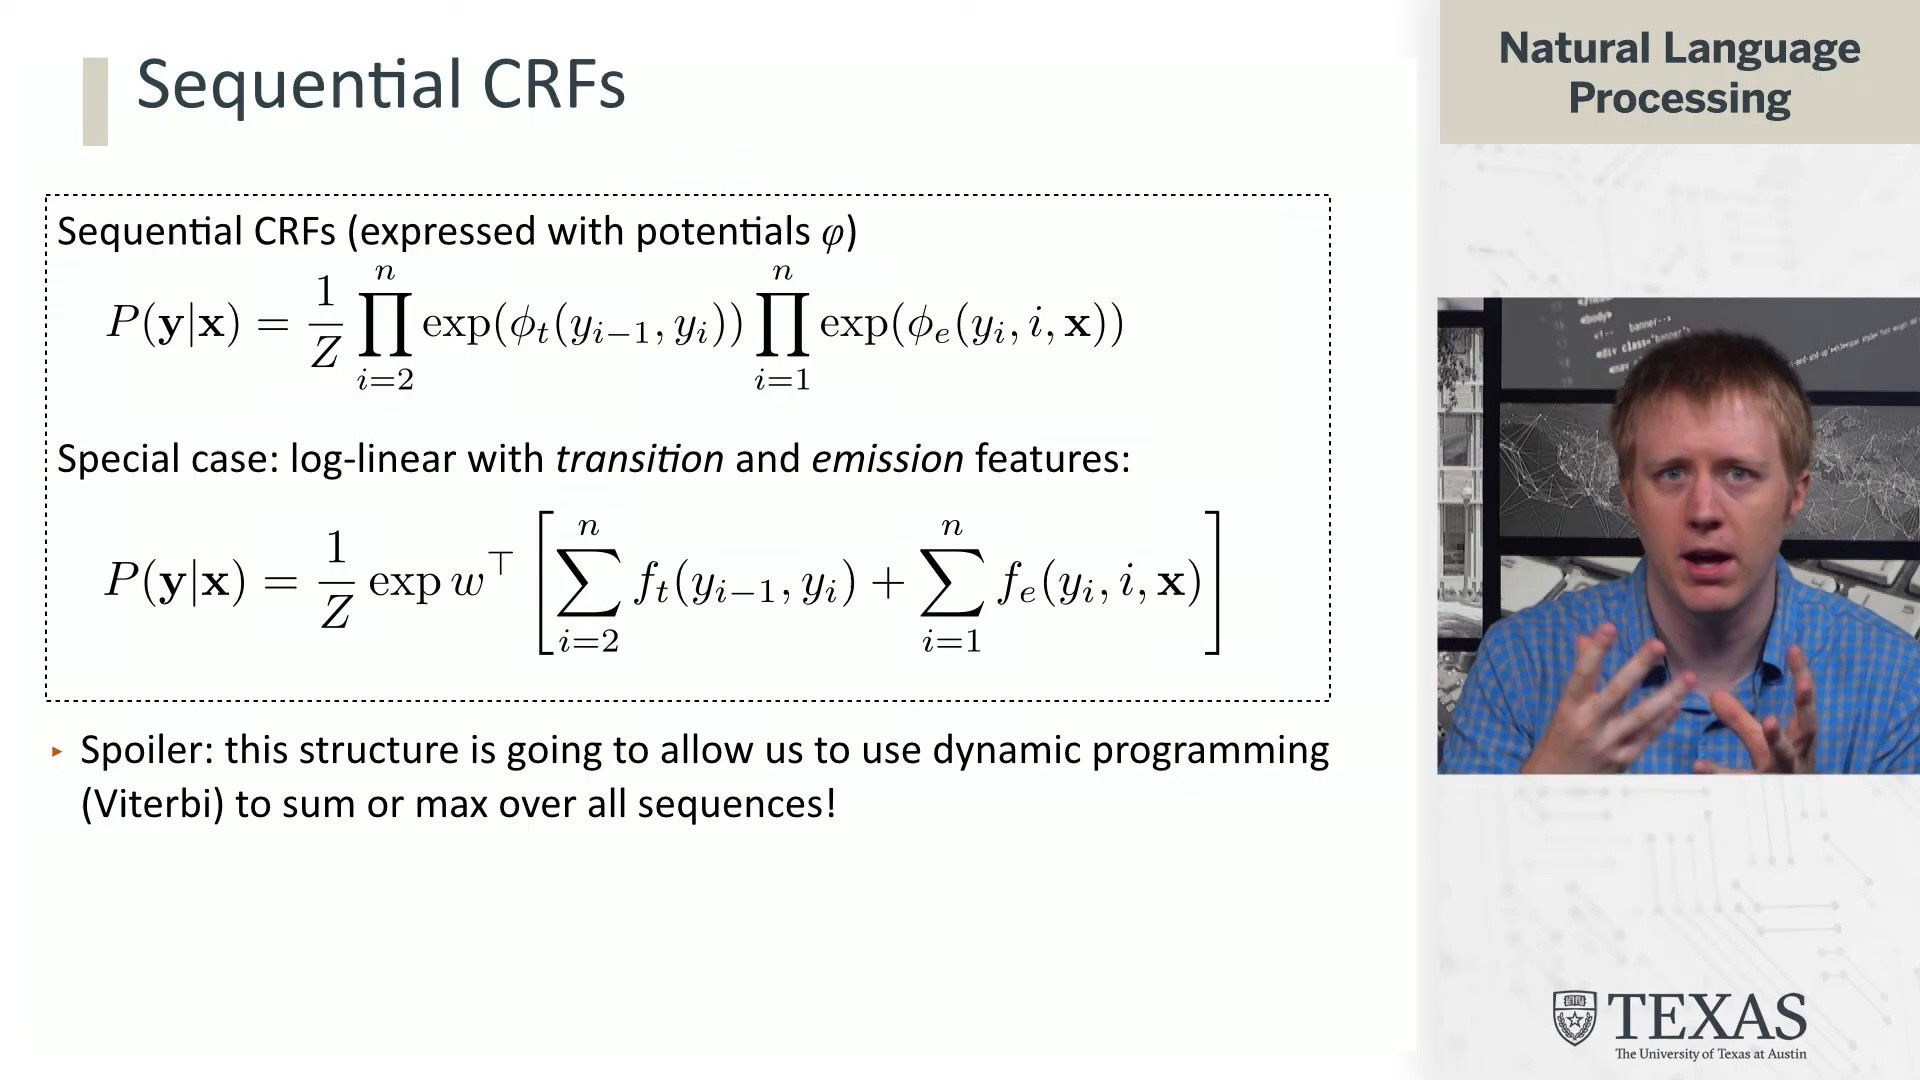 Sequential CRFs
Natural Language
Processing
Sequential CRFs (expressed with potentials φ)
P(𝐲|𝐱) = 1/Z ∏_{i=2}^{n} exp(ϕ_t(y_{i−1}, y_i)) ∏_{i=1}^{n} exp(ϕ_e(y_i, i, 𝐱))
Special case: log-linear with transition and emission features:
P(𝐲|𝐱) = 1/Z exp w^⊤ [∑_{i=2}^{n} f_t(y_{i−1}, y_i) + ∑_{i=1}^{n} f_e(y_i, i, 𝐱)]
▸ Spoiler: this structure is going to allow us to use dynamic programming
(Viterbi) to sum or max over all sequences!
TEXAS
The University of Texas at Austin